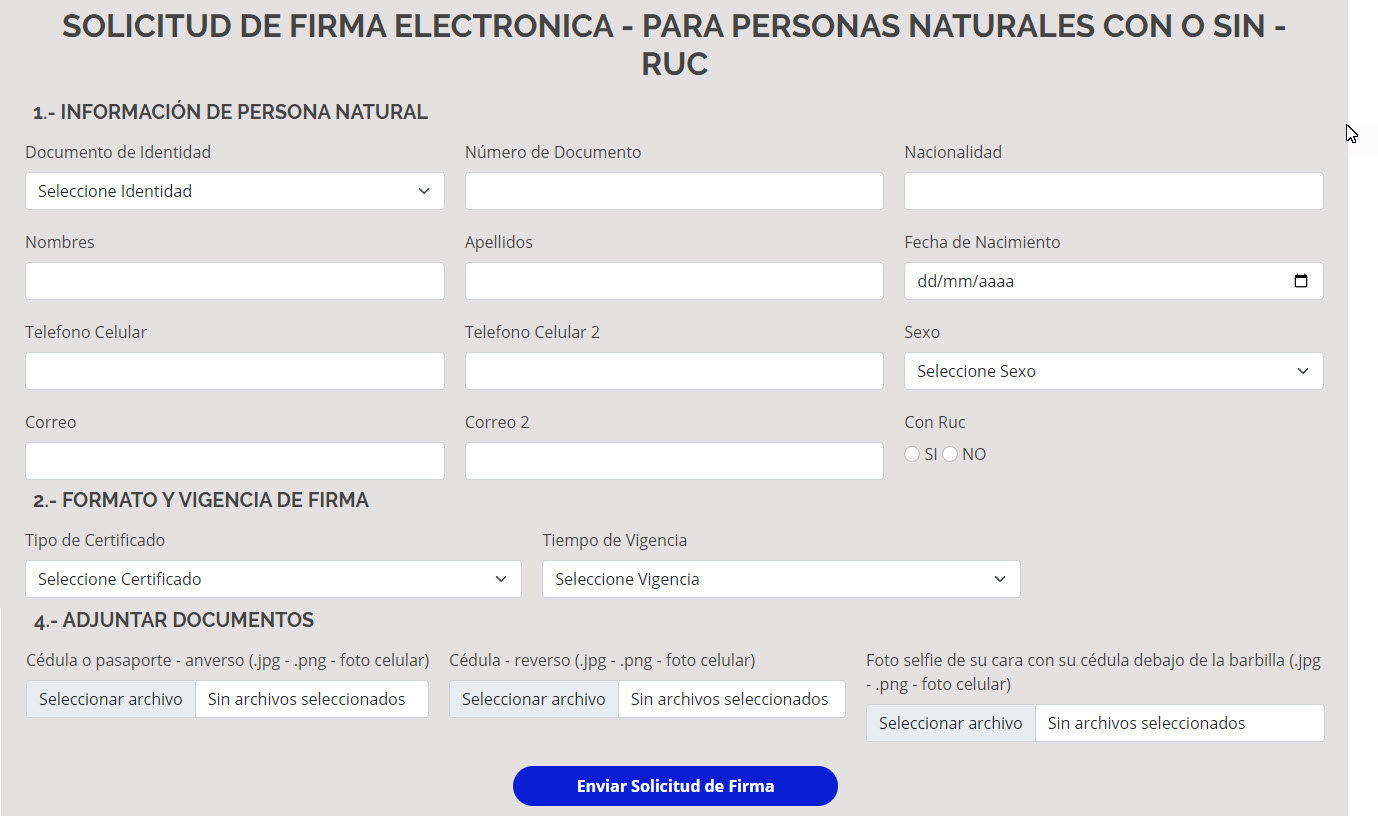 SOLICITUD DE FIRMA ELECTRONICA - PARA PERSONAS NATURALES CON O SIN -
RUC
1.- INFORMACIÓN DE PERSONA NATURAL
Documento de Identidad
Número de Documento
Nacionalidad
Seleccione Identidad
Nombres
Apellidos
Fecha de Nacimiento
dd/mm/aaaa
Telefono Celular
Telefono Celular 2
Sexo
Seleccione Sexo
Correo
Correo 2
Con Ruc
SI NO
2.- FORMATO Y VIGENCIA DE FIRMA
Tipo de Certificado
Tiempo de Vigencia
Seleccione Certificado
Seleccione Vigencia
4.- ADJUNTAR DOCUMENTOS
Cédula o pasaporte - anverso (.jpg - .png - foto celular)
Seleccionar archivo Sin archivos seleccionados
Cédula - reverso (.jpg - .png - foto celular)
Seleccionar archivo Sin archivos seleccionados
Foto selfie de su cara con su cédula debajo de la barbilla (.jpg
- .png - foto celular)
Seleccionar archivo Sin archivos seleccionados
Enviar Solicitud de Firma